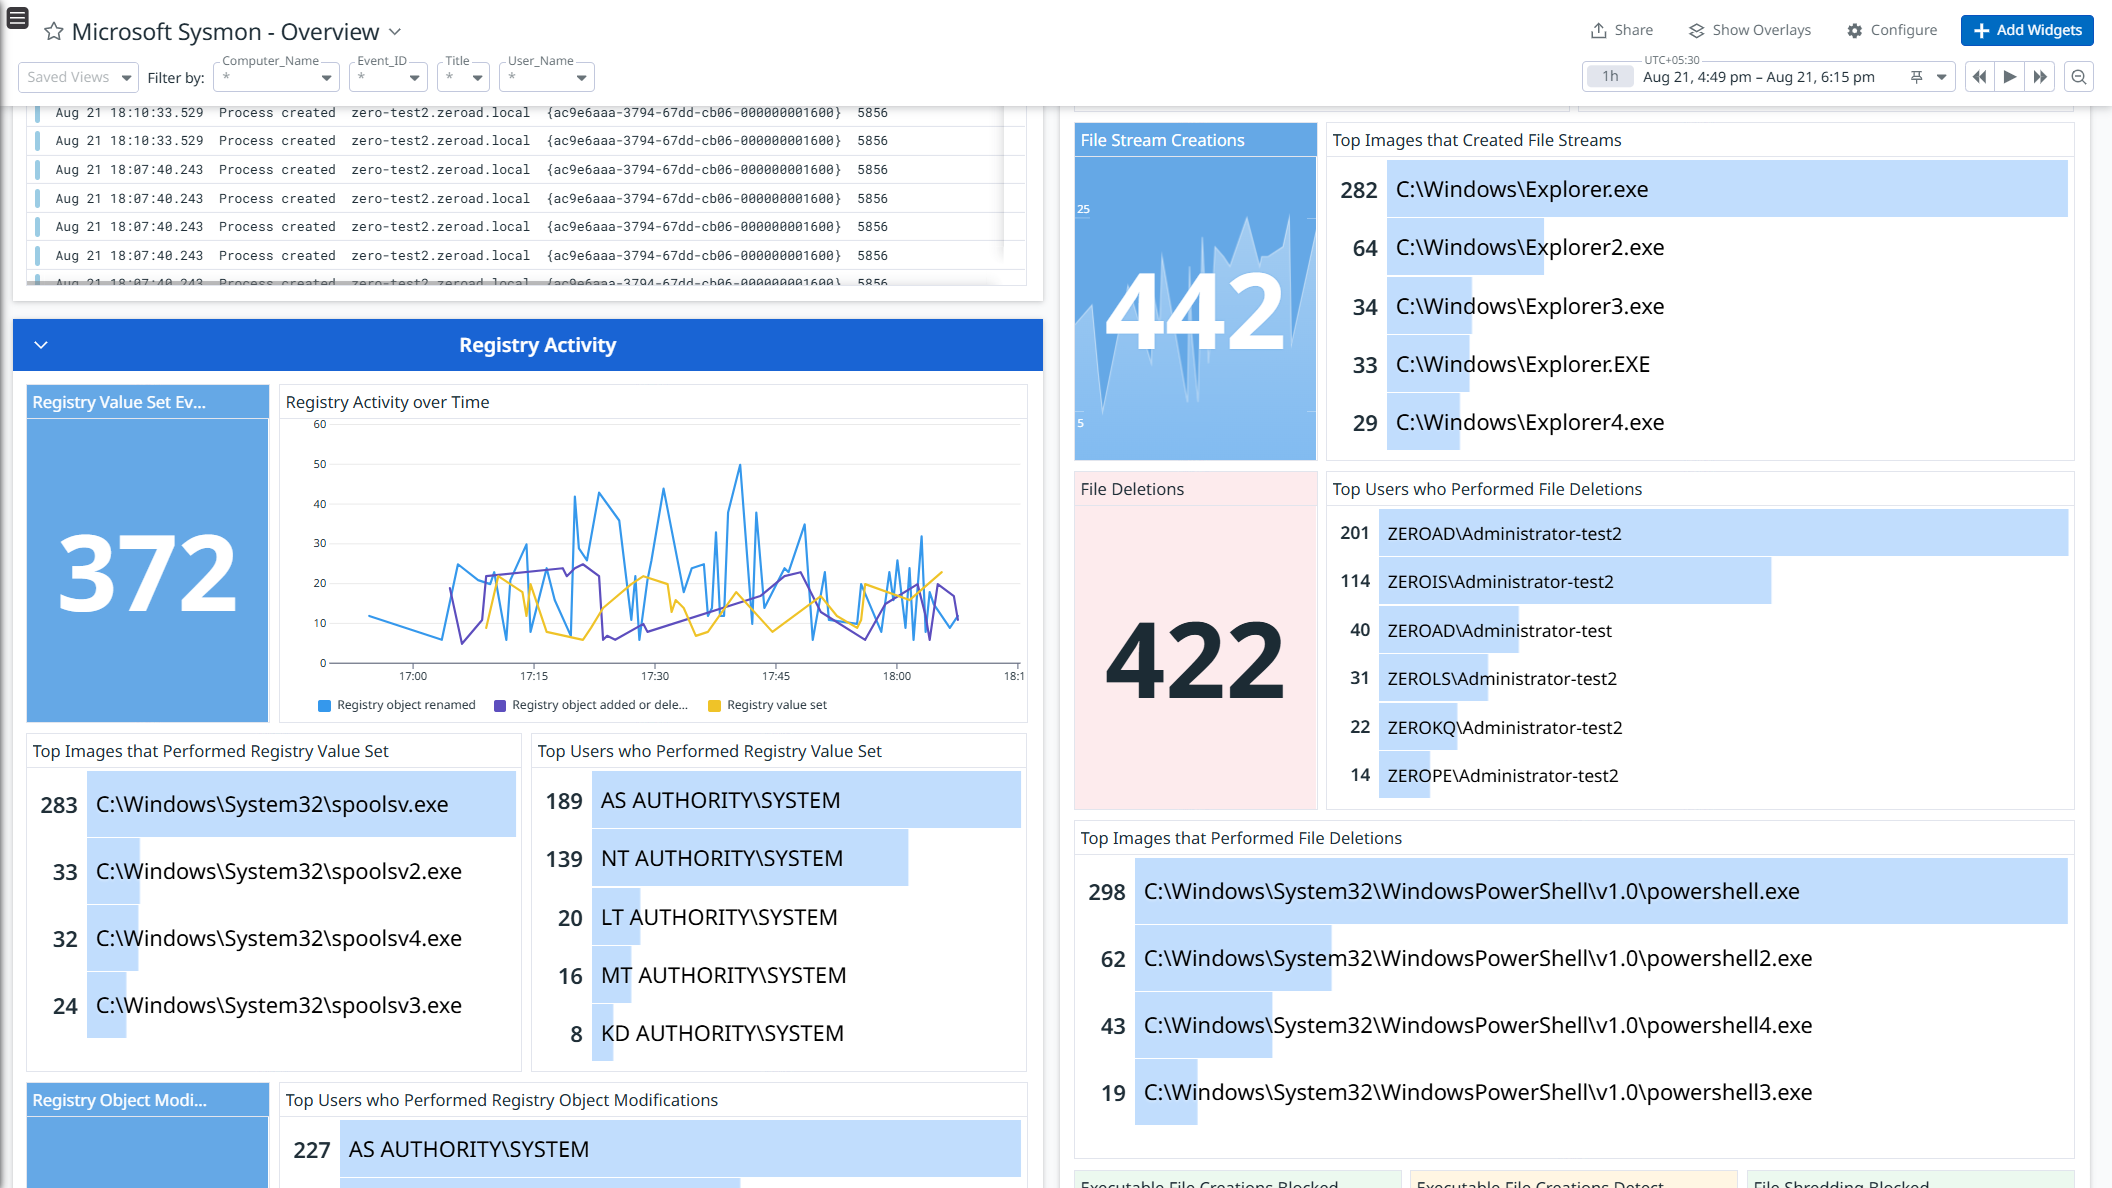 Microsoft Sysmon - Overview
Share
Show Overlays
Configure
Add Widgets
Saved Views
Filter by:
Computer_Name
*
Event_ID
*
Title
*
User_Name
*
UTC+05:30
1h
Aug 21, 4:49 pm – Aug 21, 6:15 pm
Aug 21 18:10:33.529 Process created zero-test2.zeroad.local {ac9e6aaa-3794-67dd-cb06-000000001600} 5856
Aug 21 18:10:33.529 Process created zero-test2.zeroad.local {ac9e6aaa-3794-67dd-cb06-000000001600} 5856
Aug 21 18:07:40.243 Process created zero-test2.zeroad.local {ac9e6aaa-3794-67dd-cb06-000000001600} 5856
Aug 21 18:07:40.243 Process created zero-test2.zeroad.local {ac9e6aaa-3794-67dd-cb06-000000001600} 5856
Aug 21 18:07:40.243 Process created zero-test2.zeroad.local {ac9e6aaa-3794-67dd-cb06-000000001600} 5856
Aug 21 18:07:40.243 Process created zero-test2.zeroad.local {ac9e6aaa-3794-67dd-cb06-000000001600} 5856
Aug 21 18:07:40.243 Process created zero-test2.zeroad.local {ac9e6aaa-3794-67dd-cb06-000000001600} 5856
Registry Activity
Registry Value Set Ev...
372
Registry Activity over Time
60
50
40
30
20
10
0
17:00
17:15
17:30
17:45
18:00
18:1
Registry object renamed
Registry object added or dele...
Registry value set
Top Images that Performed Registry Value Set
283 C:\Windows\System32\spoolsv.exe
33 C:\Windows\System32\spoolsv2.exe
32 C:\Windows\System32\spoolsv4.exe
24 C:\Windows\System32\spoolsv3.exe
Top Users who Performed Registry Value Set
189 AS AUTHORITY\SYSTEM
139 NT AUTHORITY\SYSTEM
20 LT AUTHORITY\SYSTEM
16 MT AUTHORITY\SYSTEM
8 KD AUTHORITY\SYSTEM
Registry Object Modi...
Top Users who Performed Registry Object Modifications
227 AS AUTHORITY\SYSTEM
File Stream Creations
25
442
5
Top Images that Created File Streams
282 C:\Windows\Explorer.exe
64 C:\Windows\Explorer2.exe
34 C:\Windows\Explorer3.exe
33 C:\Windows\Explorer.EXE
29 C:\Windows\Explorer4.exe
File Deletions
422
Top Users who Performed File Deletions
201 ZEROAD\Administrator-test2
114 ZEROIS\Administrator-test2
40 ZEROAD\Administrator-test
31 ZEROLS\Administrator-test2
22 ZEROKQ\Administrator-test2
14 ZEROPE\Administrator-test2
Top Images that Performed File Deletions
298 C:\Windows\System32\WindowsPowerShell\v1.0\powershell.exe
62 C:\Windows\System32\WindowsPowerShell\v1.0\powershell2.exe
43 C:\Windows\System32\WindowsPowerShell\v1.0\powershell4.exe
19 C:\Windows\System32\WindowsPowerShell\v1.0\powershell3.exe
Executable File Creations Blocked
Executable File Creations Detect...
File Shredding Blocked